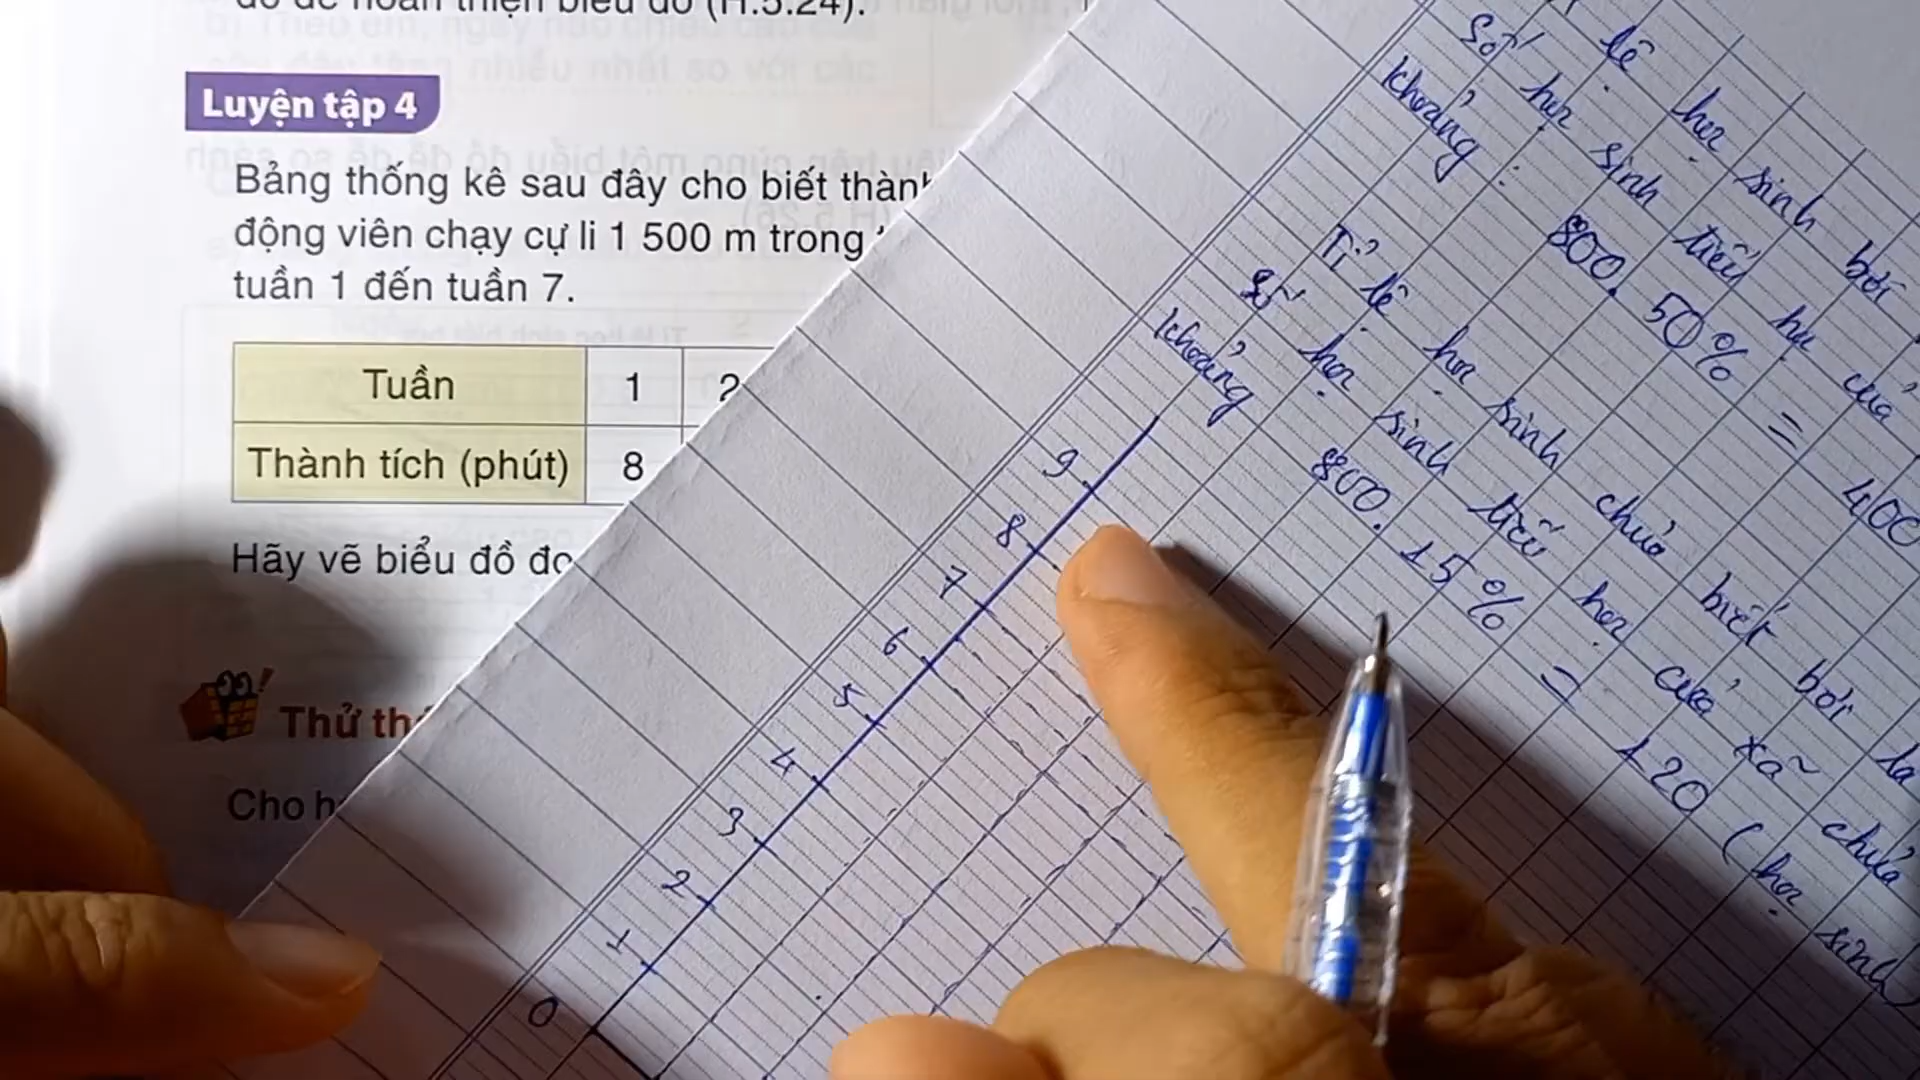 Luyện tập 4
Bảng thống kê sau đây cho biết thành
động viên chạy cự li 1 500 m trong
tuần 1 đến tuần 7.
Tuần 1 2
Thành tích (phút) 8
Hãy vẽ biểu đồ
Thử
Cho
lệ học sinh bơi
Số học sinh tiểu học của
khoảng : 800. 50% = 400
Tỉ lệ học sinh chưa biết bơi là
Số học sinh tiểu học của xã chưa
khoảng 800. 15% = 120 (học sinh)
9
8
7
6
5
4
3
2
1
0